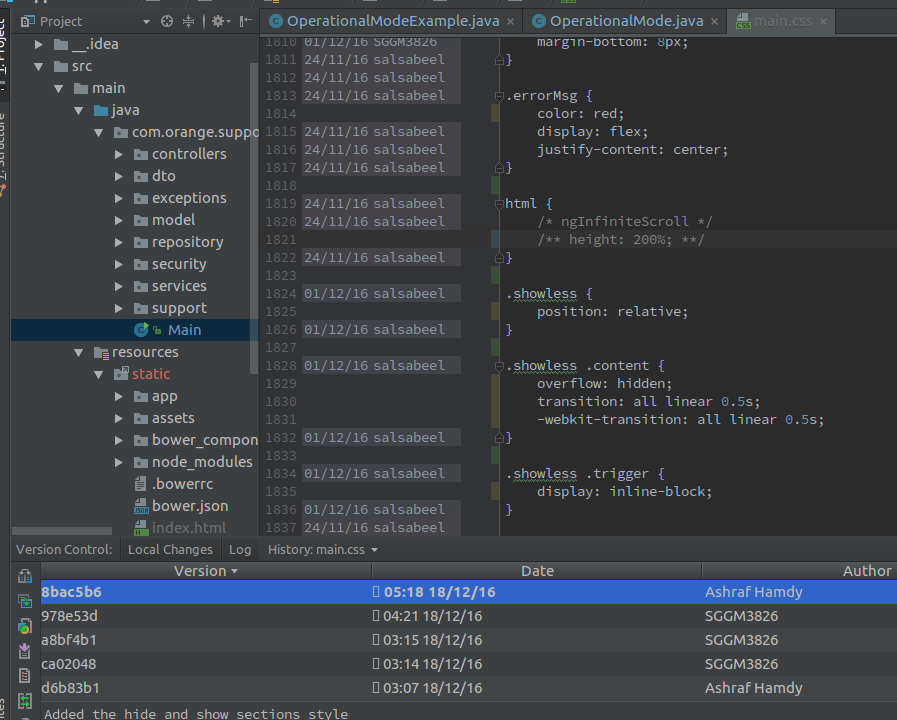 Project
OperationalModeExample.java ×
OperationalMode.java ×
main.css ×
__.idea
src
main
java
com.orange.suppo
controllers
dto
exceptions
model
repository
security
services
support
Main
resources
static
app
assets
bower_compon
node_modules
.bowerrc
bower.json
index.html
1810 01/12/16 SGGM3826 margin-bottom: 8px;
1811 24/11/16 salsabeel }
1812 24/11/16 salsabeel
1813 24/11/16 salsabeel .errorMsg {
1814 color: red;
1815 24/11/16 salsabeel display: flex;
1816 24/11/16 salsabeel justify-content: center;
1817 24/11/16 salsabeel }
1818
1819 24/11/16 salsabeel html {
1820 24/11/16 salsabeel /* ngInfiniteScroll */
1821 /** height: 200%; **/
1822 24/11/16 salsabeel }
1823
1824 01/12/16 salsabeel .showless {
1825 position: relative;
1826 01/12/16 salsabeel }
1827
1828 01/12/16 salsabeel .showless .content {
1829 overflow: hidden;
1830 transition: all linear 0.5s;
1831 -webkit-transition: all linear 0.5s;
1832 01/12/16 salsabeel }
1833
1834 01/12/16 salsabeel .showless .trigger {
1835 display: inline-block;
1836 01/12/16 salsabeel }
1837 24/11/16 salsabeel
Version Control: Local Changes Log History: main.css
Version Date Author
8bac5b6 05:18 18/12/16 Ashraf Hamdy
978e53d 04:21 18/12/16 SGGM3826
a8bf4b1 03:15 18/12/16 SGGM3826
ca02048 03:14 18/12/16 SGGM3826
d6b83b1 03:07 18/12/16 Ashraf Hamdy
Added the hide and show sections style